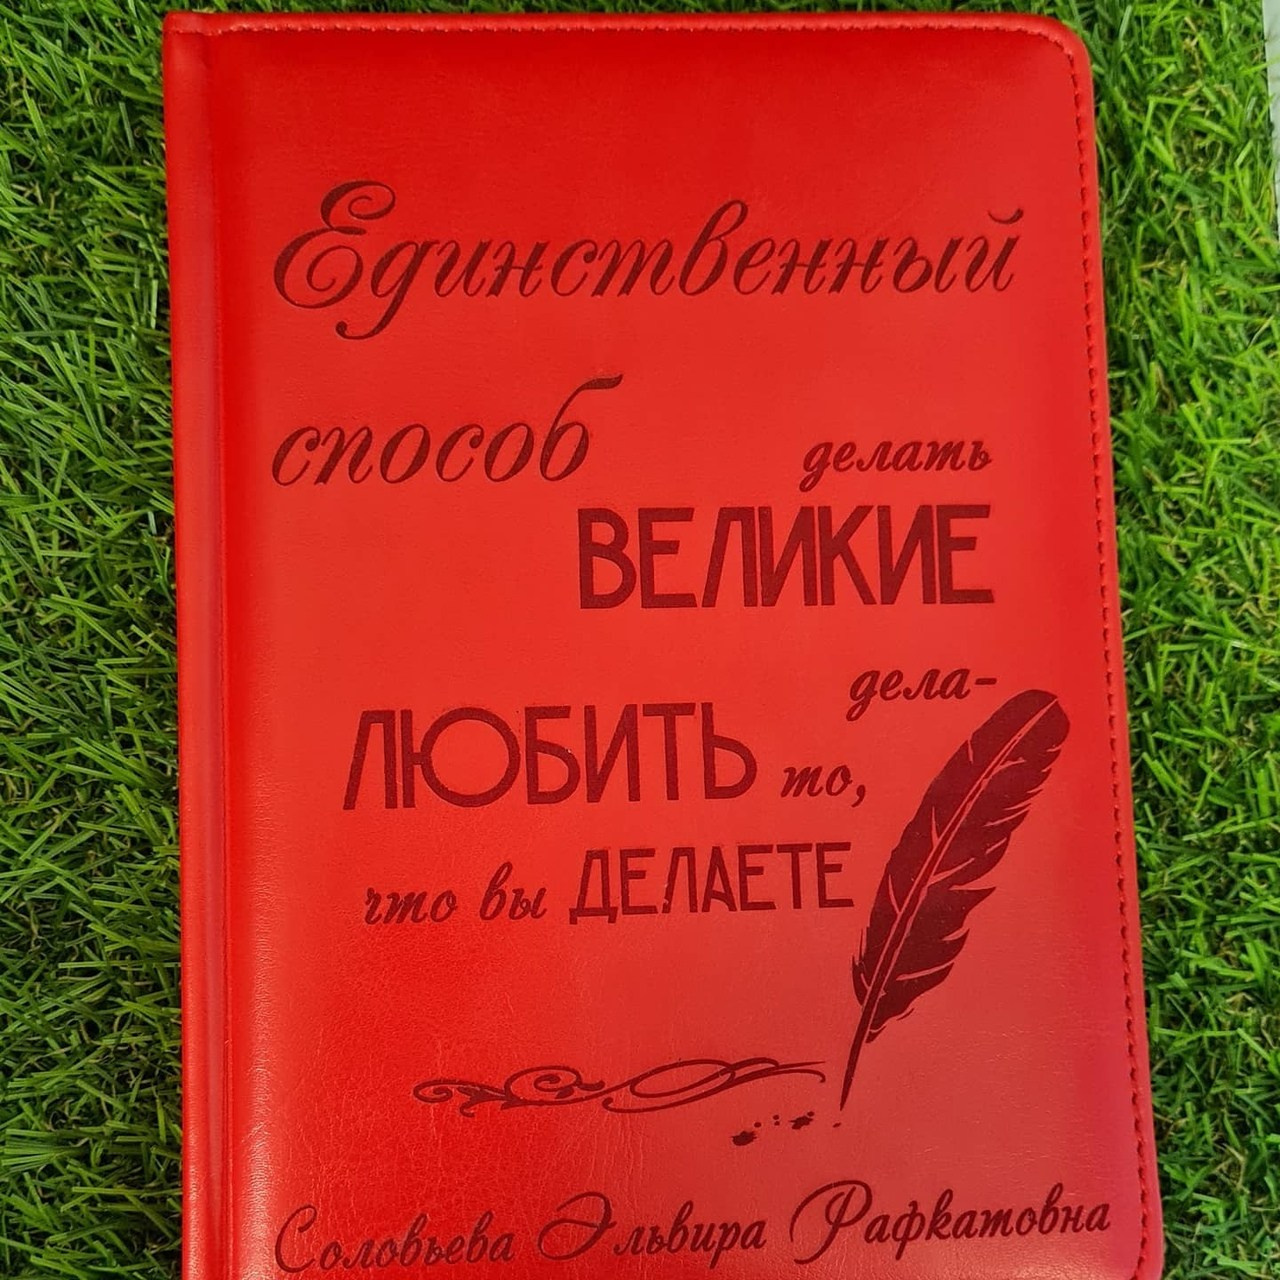 Единственный
способ делать
ВЕЛИКИЕ
дела-
ЛЮБИТЬ то,
что вы ДЕЛАЕТЕ
Соловьева Эльвира Рафкатовна